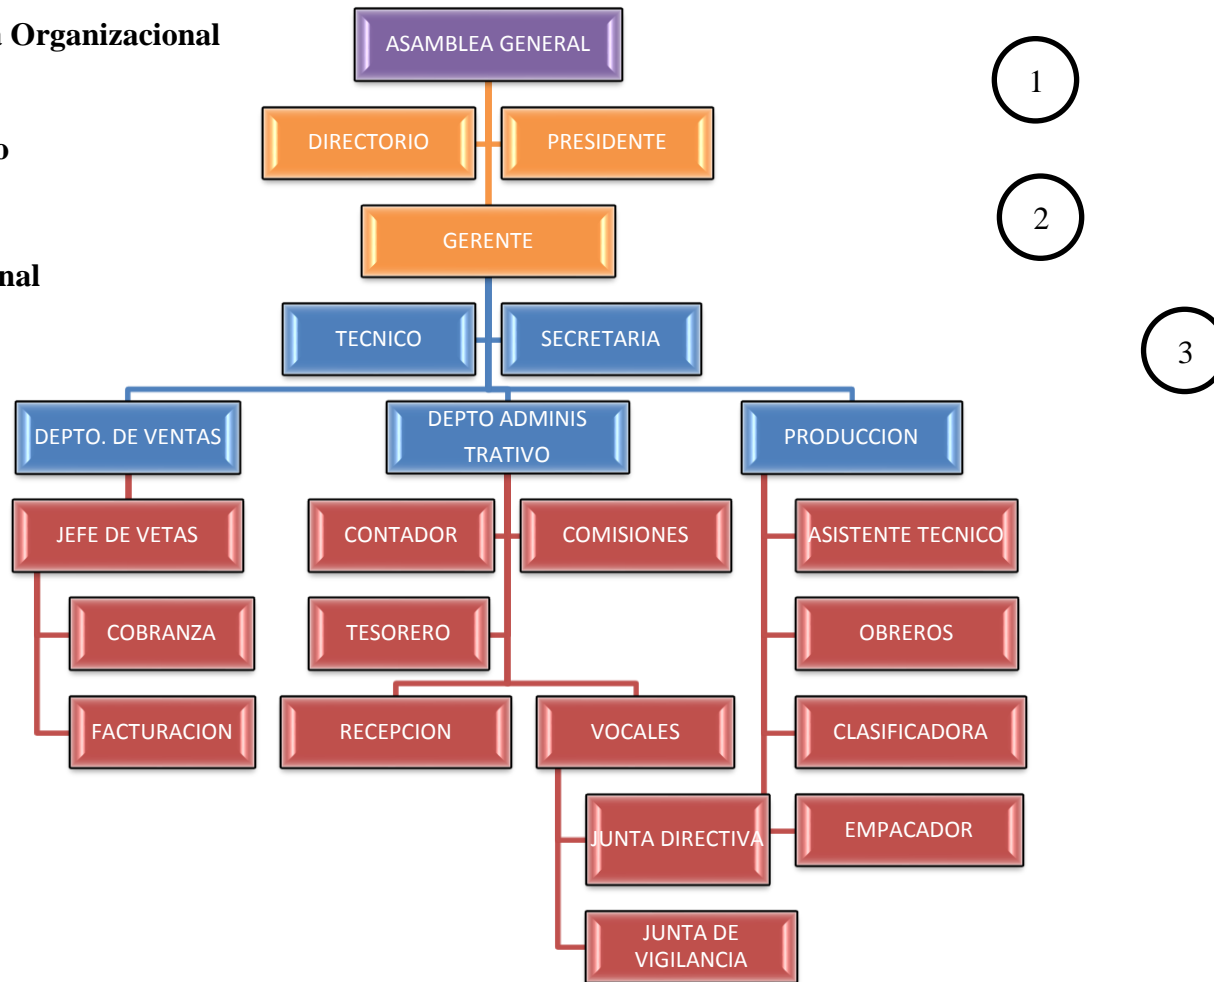 a Organizacional
ASAMBLEA GENERAL
1
DIRECTORIO
PRESIDENTE
o
2
GERENTE
nal
TECNICO
SECRETARIA
3
DEPTO. DE VENTAS
DEPTO ADMINIS
TRATIVO
PRODUCCION
JEFE DE VETAS
CONTADOR
COMISIONES
ASISTENTE TECNICO
COBRANZA
TESORERO
OBREROS
FACTURACION
RECEPCION
VOCALES
CLASIFICADORA
JUNTA DIRECTIVA
EMPACADOR
JUNTA DE
VIGILANCIA